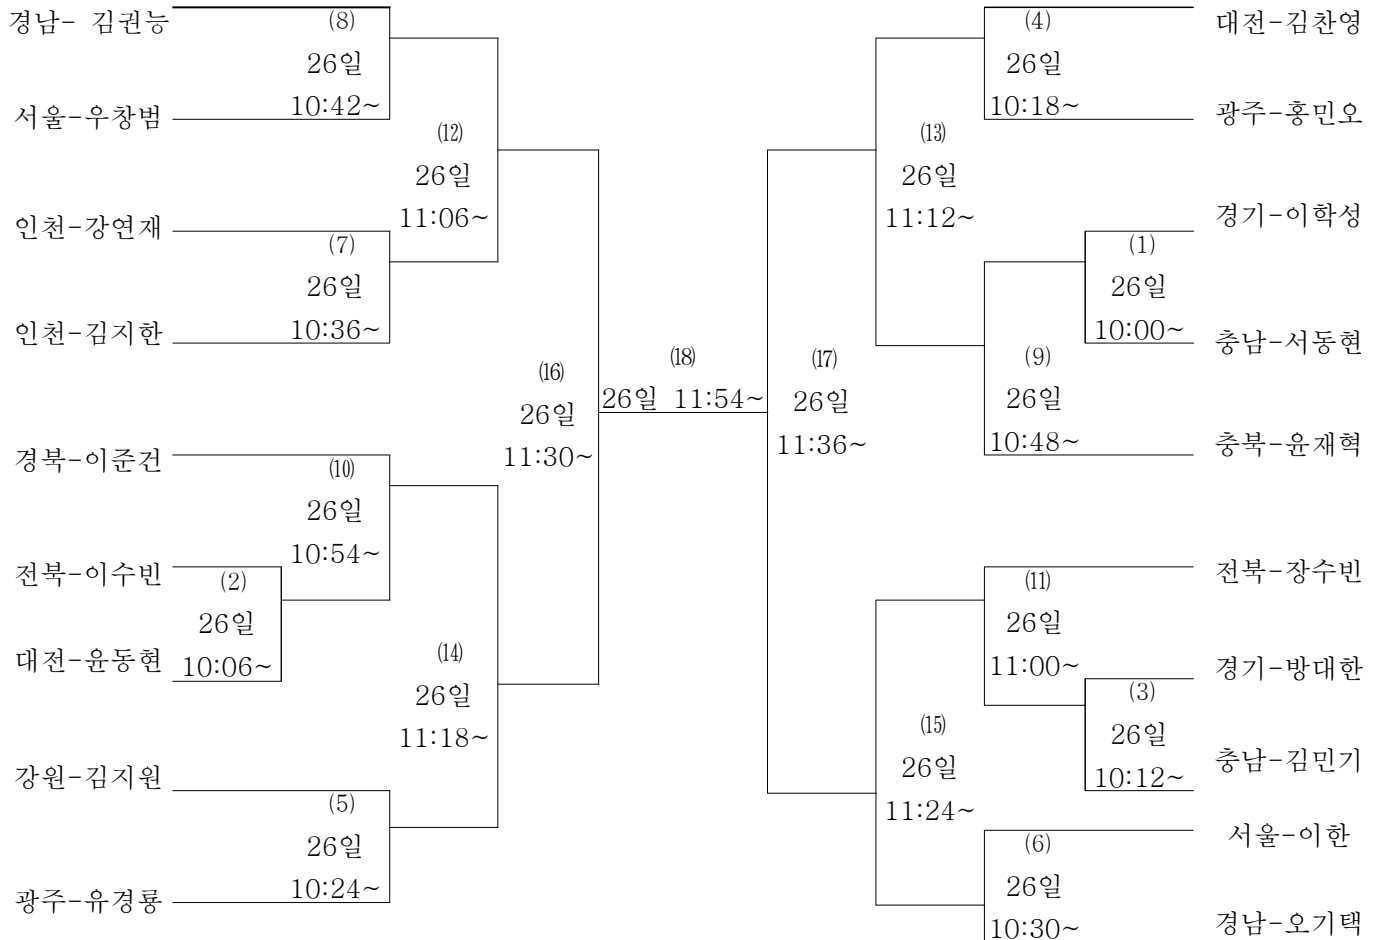 경남- 김권능
(8)
26일
10:42~
서울-우창범
(12)
26일
11:06~
인천-강연재
(7)
26일
10:36~
인천-김지한
(16)
26일
11:30~
경북-이준건
(10)
26일
10:54~
전북-이수빈
(2)
26일
10:06~
대전-윤동현
(14)
26일
11:18~
강원-김지원
(5)
26일
10:24~
광주-유경룡
(18)
26일 11:54~
(4)
26일
10:18~
대전-김찬영
광주-홍민오
(13)
26일
11:12~
경기-이학성
(1)
26일
10:00~
충남-서동현
(9)
26일
10:48~
충북-윤재혁
(17)
26일
11:36~
전북-장수빈
(11)
26일
11:00~
경기-방대한
(3)
26일
10:12~
충남-김민기
(15)
26일
11:24~
서울-이한
(6)
26일
10:30~
경남-오기택